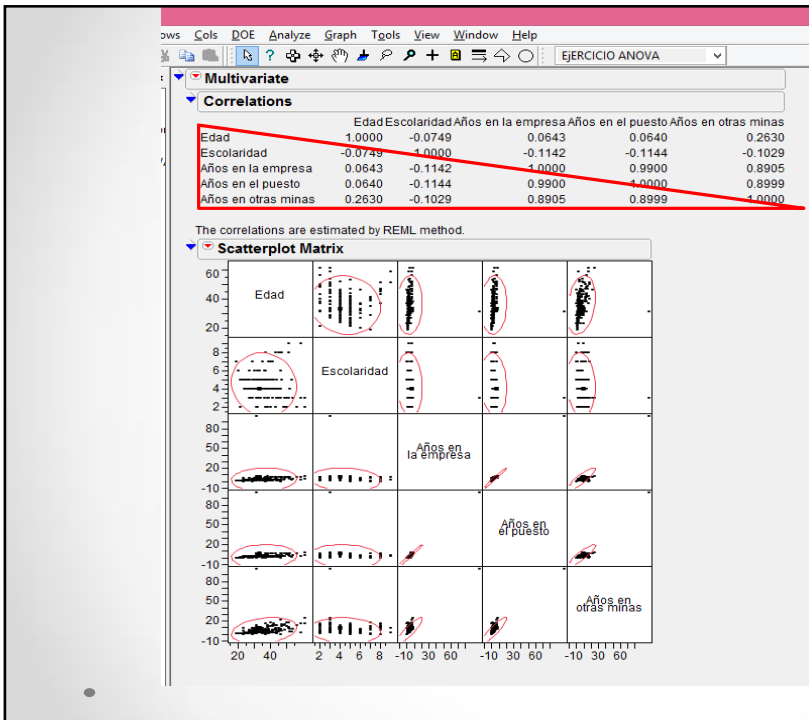 ows Cols DOE Analyze Graph Tools View Window Help
EJERCICIO ANOVA
Multivariate
Correlations
Edad Escolaridad Años en la empresa Años en el puesto Años en otras minas
Edad 1.0000 -0.0749 0.0643 0.0640 0.2630
Escolaridad -0.0749 1.0000 -0.1142 -0.1144 -0.1029
Años en la empresa 0.0643 -0.1142 1.0000 0.9900 0.8905
Años en el puesto 0.0640 -0.1144 0.9900 1.0000 0.8999
Años en otras minas 0.2630 -0.1029 0.8905 0.8999 1.0000
The correlations are estimated by REML method.
Scatterplot Matrix
60
40
20
Edad
8
6
4
2
Escolaridad
80
50
20
-10
Años en
la empresa
80
50
20
-10
Años en
el puesto
80
50
20
-10
Años en
otras minas
20 40 2 4 6 8 -10 30 60 -10 30 60 -10 30 60